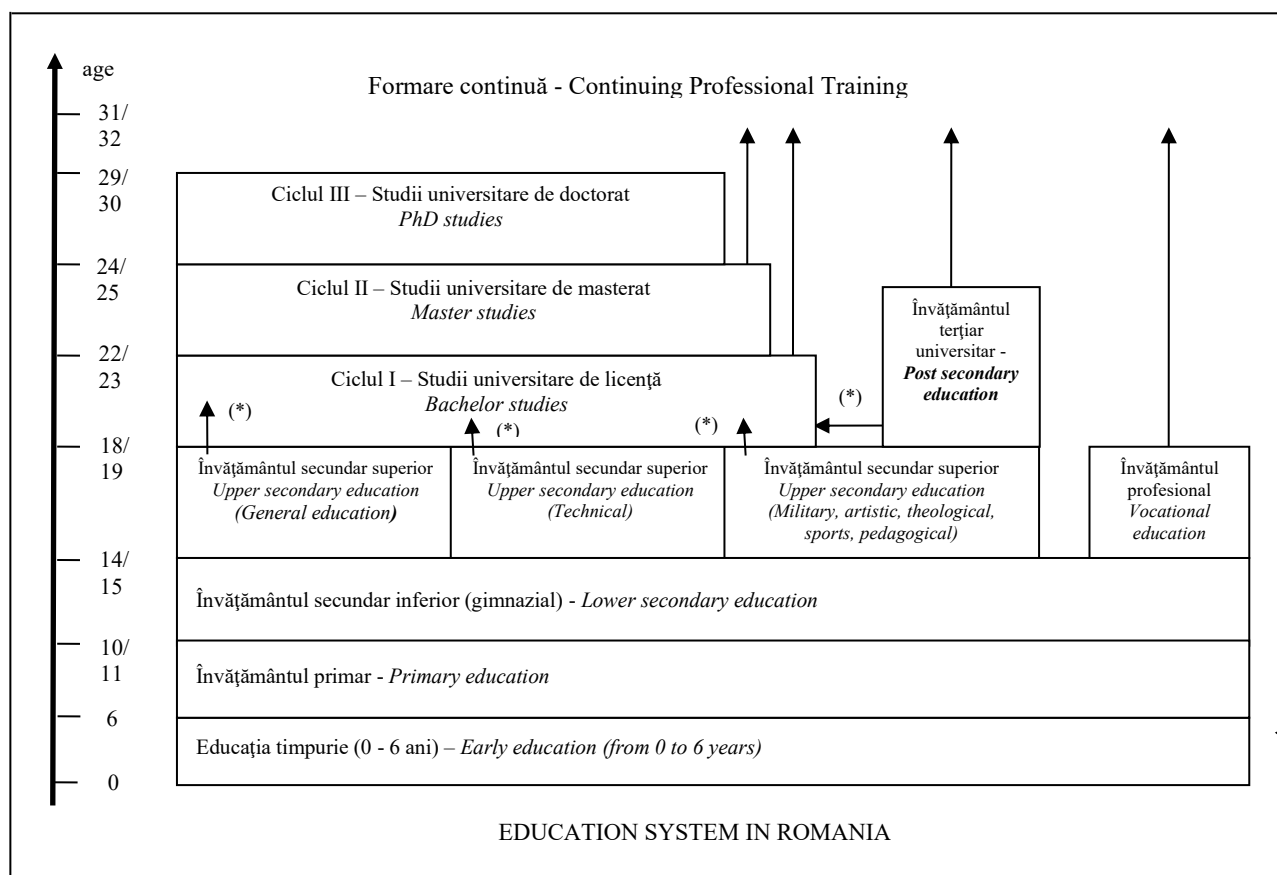 age
Formare continuă - Continuing Professional Training
31/
32
29/
30
Ciclul III – Studii universitare de doctorat
PhD studies
24/
25
Ciclul II – Studii universitare de masterat
Master studies
Învăţământul
terţiar
universitar -
Post secondary
education
22/
23
Ciclul I – Studii universitare de licenţă
Bachelor studies
(*)
(*)
(*)
(*)
18/
19
Învăţământul secundar superior
Upper secondary education
(General education)
Învăţământul secundar superior
Upper secondary education
(Technical)
Învăţământul secundar superior
Upper secondary education
(Military, artistic, theological,
sports, pedagogical)
Învăţământul
profesional
Vocational
education
14/
15
Învăţământul secundar inferior (gimnazial) - Lower secondary education
10/
11
Învăţământul primar - Primary education
6
Educaţia timpurie (0 - 6 ani) – Early education (from 0 to 6 years)
0
EDUCATION SYSTEM IN ROMANIA